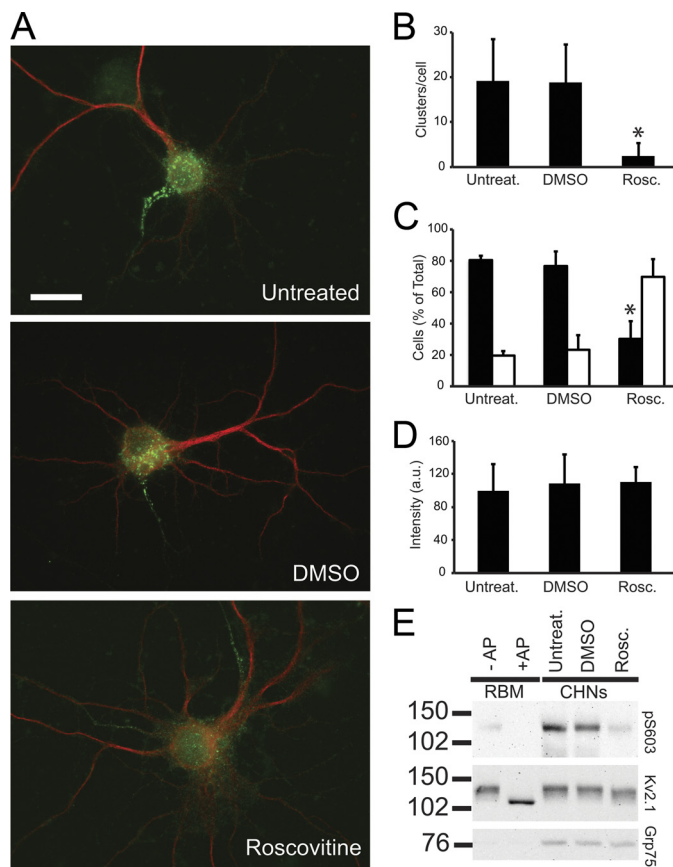 A
Untreated
DMSO
Roscovitine
B
Clusters/cell
30
20
10
0
*
Untreat. DMSO Rosc.
C
Cells (% of Total)
100
80
60
40
20
0
*
Untreat. DMSO Rosc.
D
Intensity (a.u.)
160
120
80
40
0
Untreat. DMSO Rosc.
E
- AP +AP Untreat. DMSO Rosc.
RBM CHNs
150
102
pS603
150
102
Kv2.1
76
Grp75